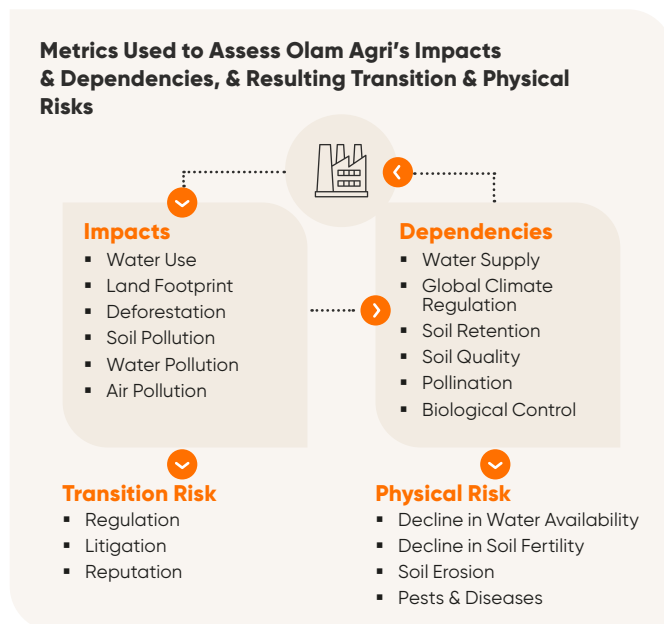 Metrics Used to Assess Olam Agri's Impacts
& Dependencies, & Resulting Transition & Physical
Risks
Impacts
▪ Water Use
▪ Land Footprint
▪ Deforestation
▪ Soil Pollution
▪ Water Pollution
▪ Air Pollution
Dependencies
▪ Water Supply
▪ Global Climate
Regulation
▪ Soil Retention
▪ Soil Quality
▪ Pollination
▪ Biological Control
Transition Risk
▪ Regulation
▪ Litigation
▪ Reputation
Physical Risk
▪ Decline in Water Availability
▪ Decline in Soil Fertility
▪ Soil Erosion
▪ Pests & Diseases